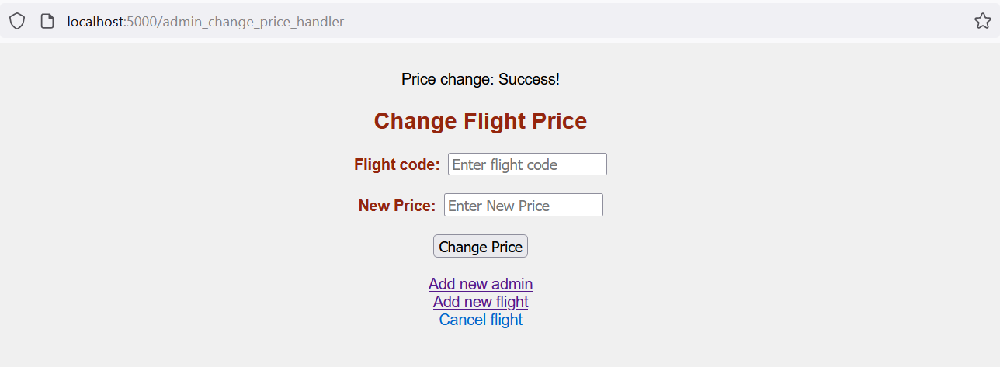 localhost:5000/admin_change_price_handler
Price change: Success!
Change Flight Price
Flight code: Enter flight code
New Price: Enter New Price
Change Price
Add new admin
Add new flight
Cancel flight